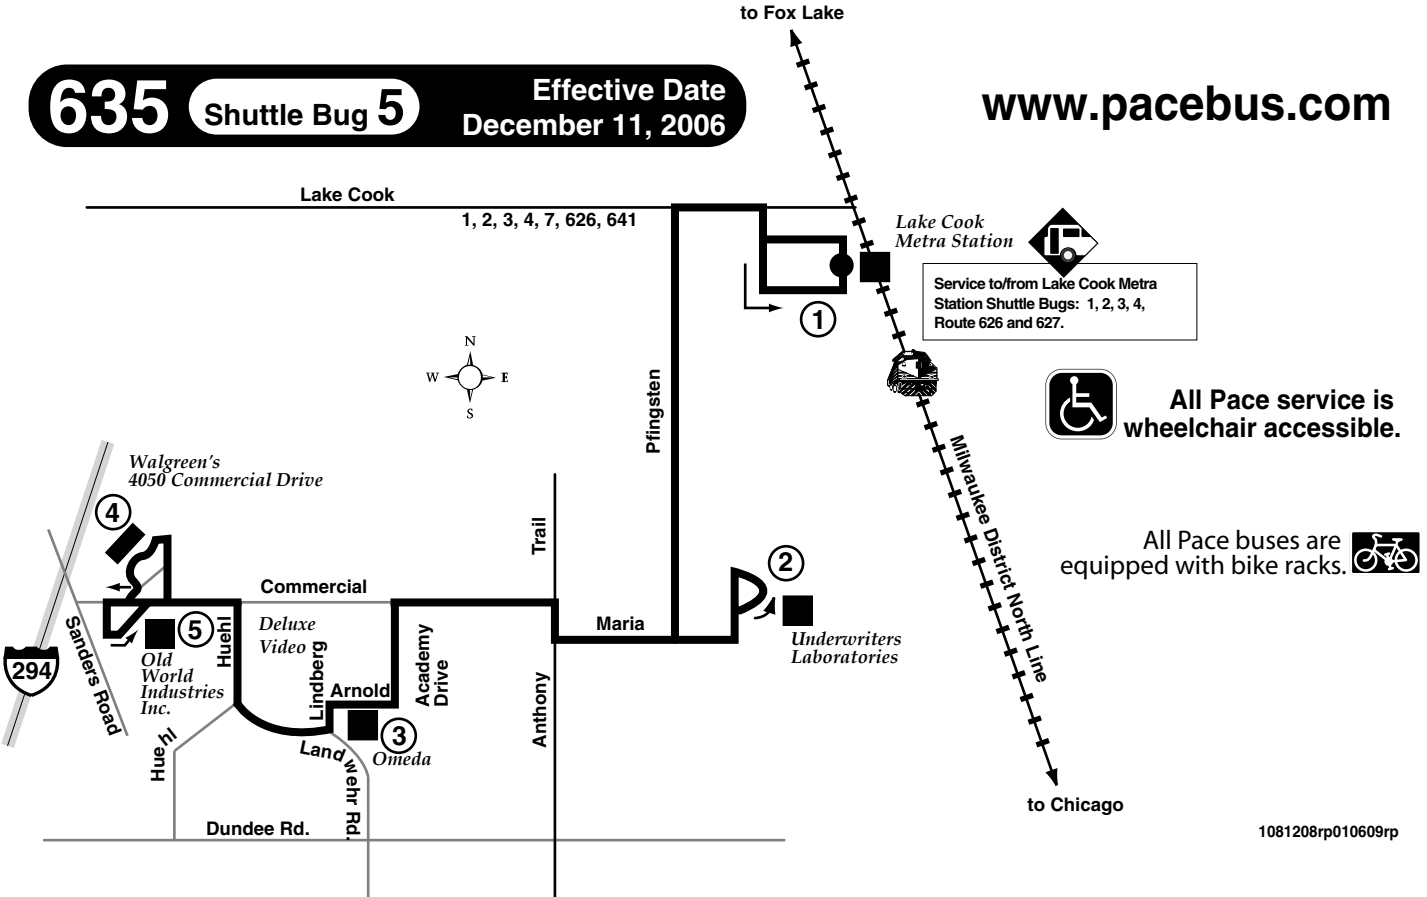 to Fox Lake
635
Shuttle Bug 5
Effective Date
December 11, 2006
www.pacebus.com
Lake Cook
1, 2, 3, 4, 7, 626, 641
Lake Cook
Metra Station
Service to/from Lake Cook Metra
Station Shuttle Bugs: 1, 2, 3, 4,
Route 626 and 627.
1
N
W
E
S
Pfingsten
All Pace service is
wheelchair accessible.
Milwaukee District North Line
Walgreen's
4050 Commercial Drive
4
Trail
All Pace buses are
equipped with bike racks.
2
Commercial
Maria
Underwriters
Laboratories
Sanders Road
5
Huehl
Deluxe
Video
Lindberg
Academy
Drive
294
Old
World
Industries
Inc.
Arnold
Anthony
3
Omeda
Huehl
Landwehr Rd.
to Chicago
Dundee Rd.
1081208rp010609rp